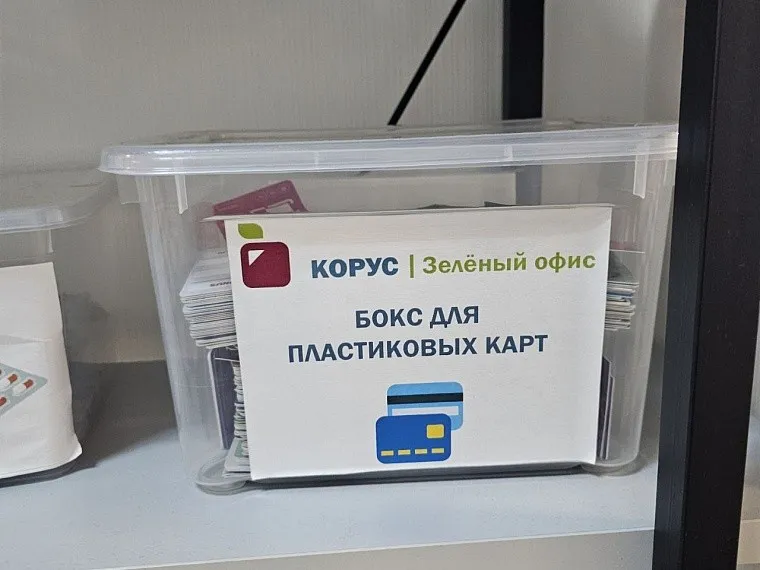 КОРУС | Зелёный офис
БОКС ДЛЯ
ПЛАСТИКОВЫХ КАРТ